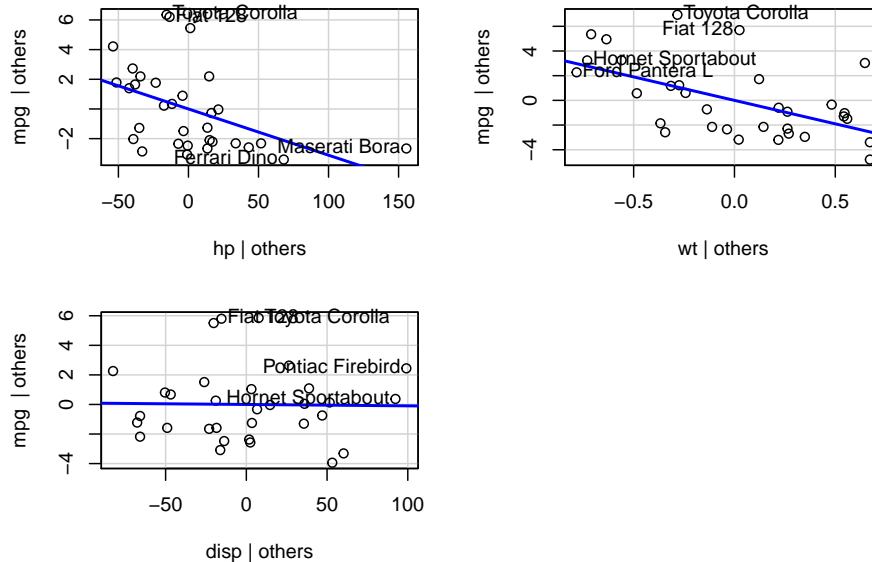 mpg | others
6
2
−2
Toyota Corolla
Fiat 128
Maserati Bora
Ferrari Dino
−50
0
50
100
150
hp | others
mpg | others
4
0
−4
Toyota Corolla
Fiat 128
Hornet Sportabout
Ford Pantera L
−0.5
0.0
0.5
wt | others
mpg | others
6
4
2
0
−4
Fiat 128
Toyota Corolla
Pontiac Firebird
Hornet Sportabout
−50
0
50
100
disp | others